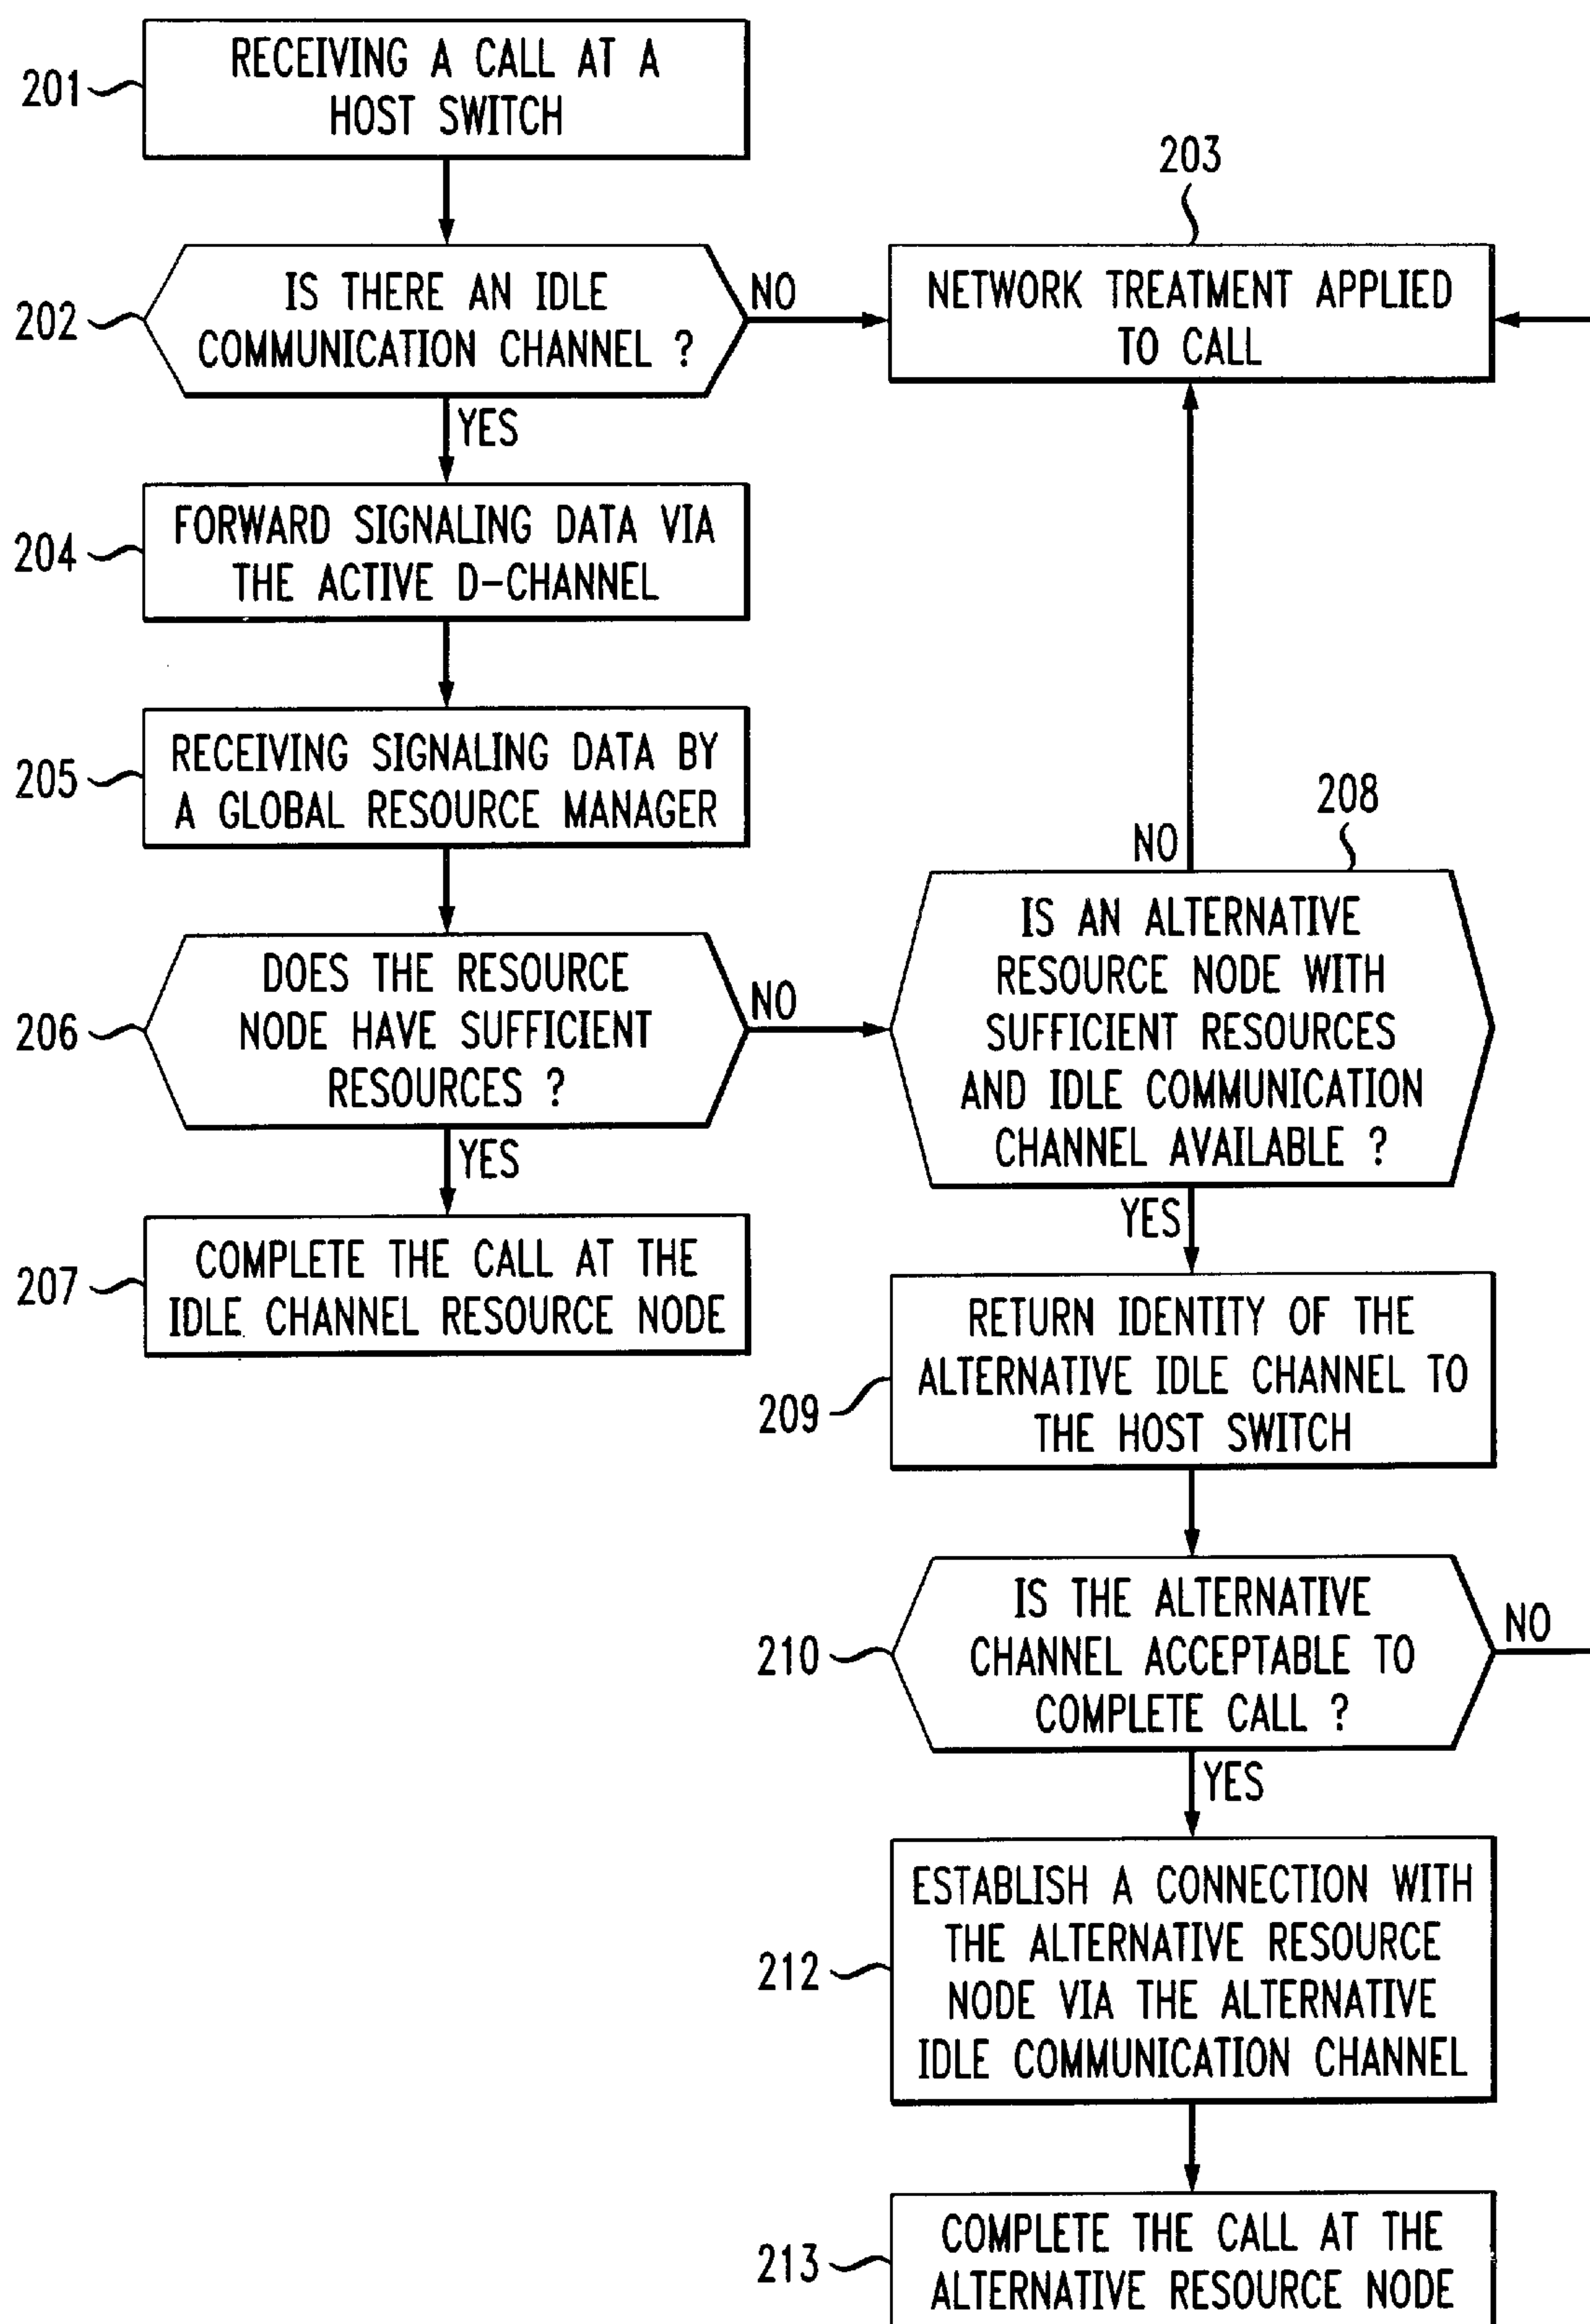 201
RECEIVING A CALL AT A
HOST SWITCH
202
IS THERE AN IDLE
COMMUNICATION CHANNEL ?
NO
YES
203
NETWORK TREATMENT APPLIED
TO CALL
204
FORWARD SIGNALING DATA VIA
THE ACTIVE D-CHANNEL
205
RECEIVING SIGNALING DATA BY
A GLOBAL RESOURCE MANAGER
206
DOES THE RESOURCE
NODE HAVE SUFFICIENT
RESOURCES ?
NO
YES
207
COMPLETE THE CALL AT THE
IDLE CHANNEL RESOURCE NODE
208
NO
IS AN ALTERNATIVE
RESOURCE NODE WITH
SUFFICIENT RESOURCES
AND IDLE COMMUNICATION
CHANNEL AVAILABLE ?
YES
209
RETURN IDENTITY OF THE
ALTERNATIVE IDLE CHANNEL TO
THE HOST SWITCH
210
IS THE ALTERNATIVE
CHANNEL ACCEPTABLE TO
COMPLETE CALL ?
NO
YES
212
ESTABLISH A CONNECTION WITH
THE ALTERNATIVE RESOURCE
NODE VIA THE ALTERNATIVE
IDLE COMMUNICATION CHANNEL
213
COMPLETE THE CALL AT THE
ALTERNATIVE RESOURCE NODE